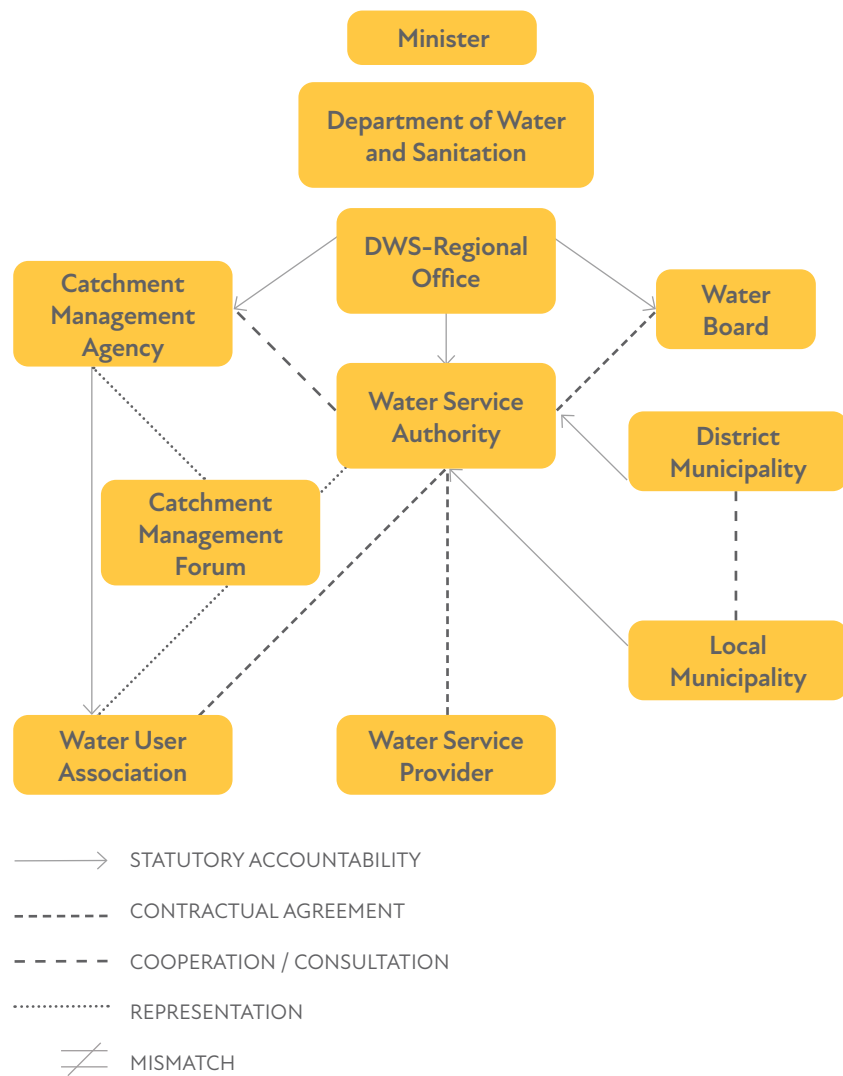 Minister
Department of Water
and Sanitation
DWS-Regional
Office
Catchment
Management
Agency
Water
Board
Water Service
Authority
District
Municipality
Catchment
Management
Forum
Local
Municipality
Water User
Association
Water Service
Provider
STATUTORY ACCOUNTABILITY
CONTRACTUAL AGREEMENT
COOPERATION / CONSULTATION
REPRESENTATION
MISMATCH